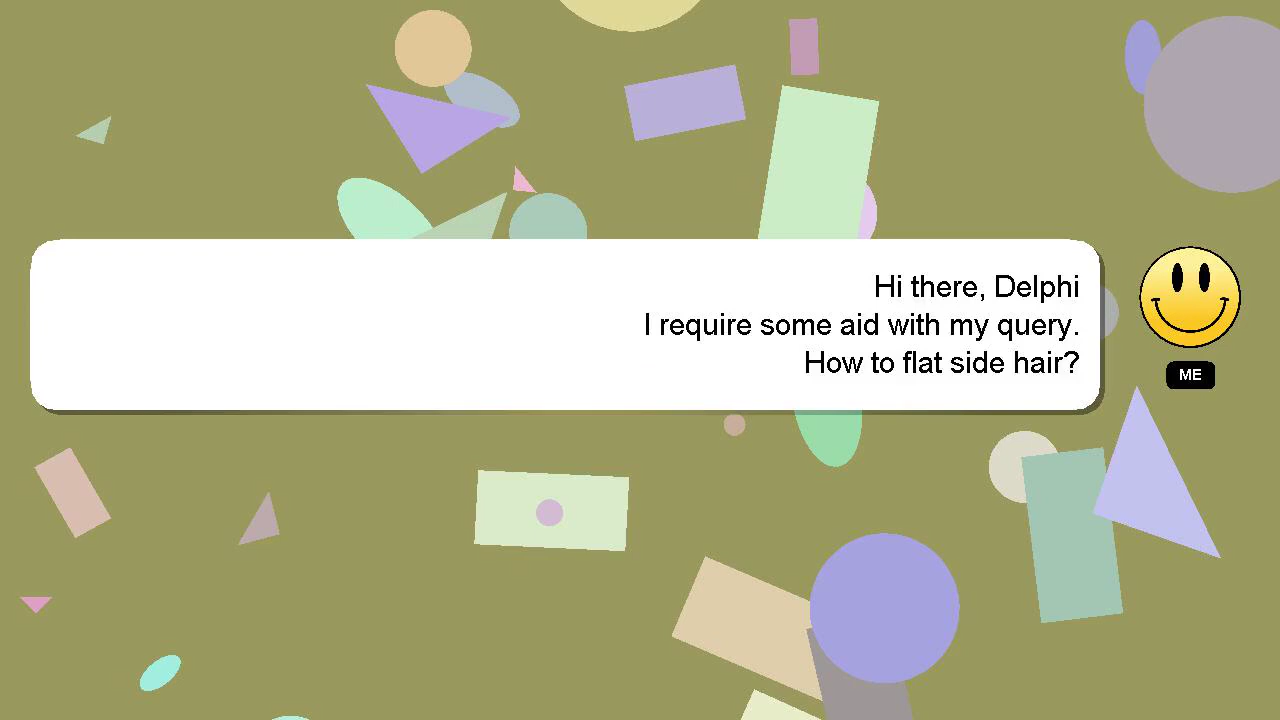 Hi there, Delphi
I require some aid with my query.
How to flat side hair?
ME